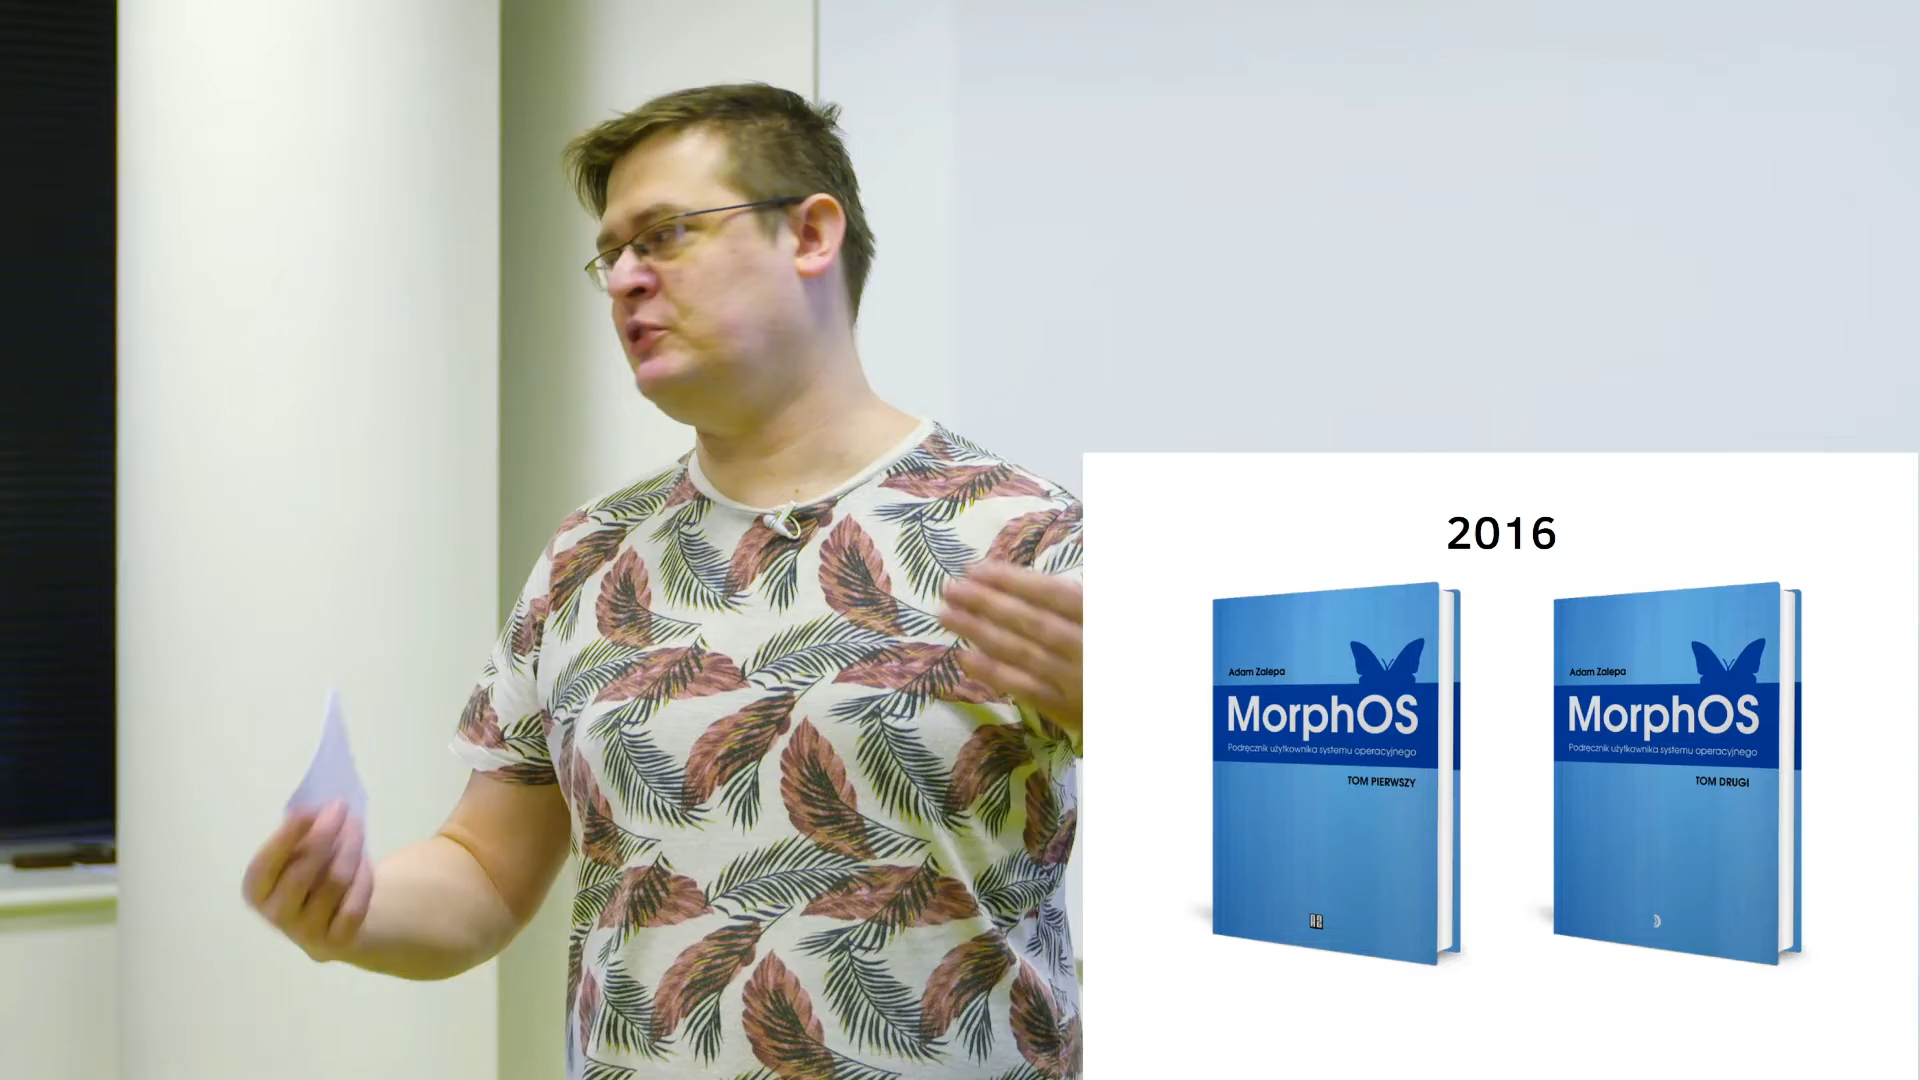 2016
Adam Zalepa
MorphOS
Podręcznik użytkownika systemu operacyjnego
TOM PIERWSZY
A2
Adam Zalepa
MorphOS
Podręcznik użytkownika systemu operacyjnego
TOM DRUGI